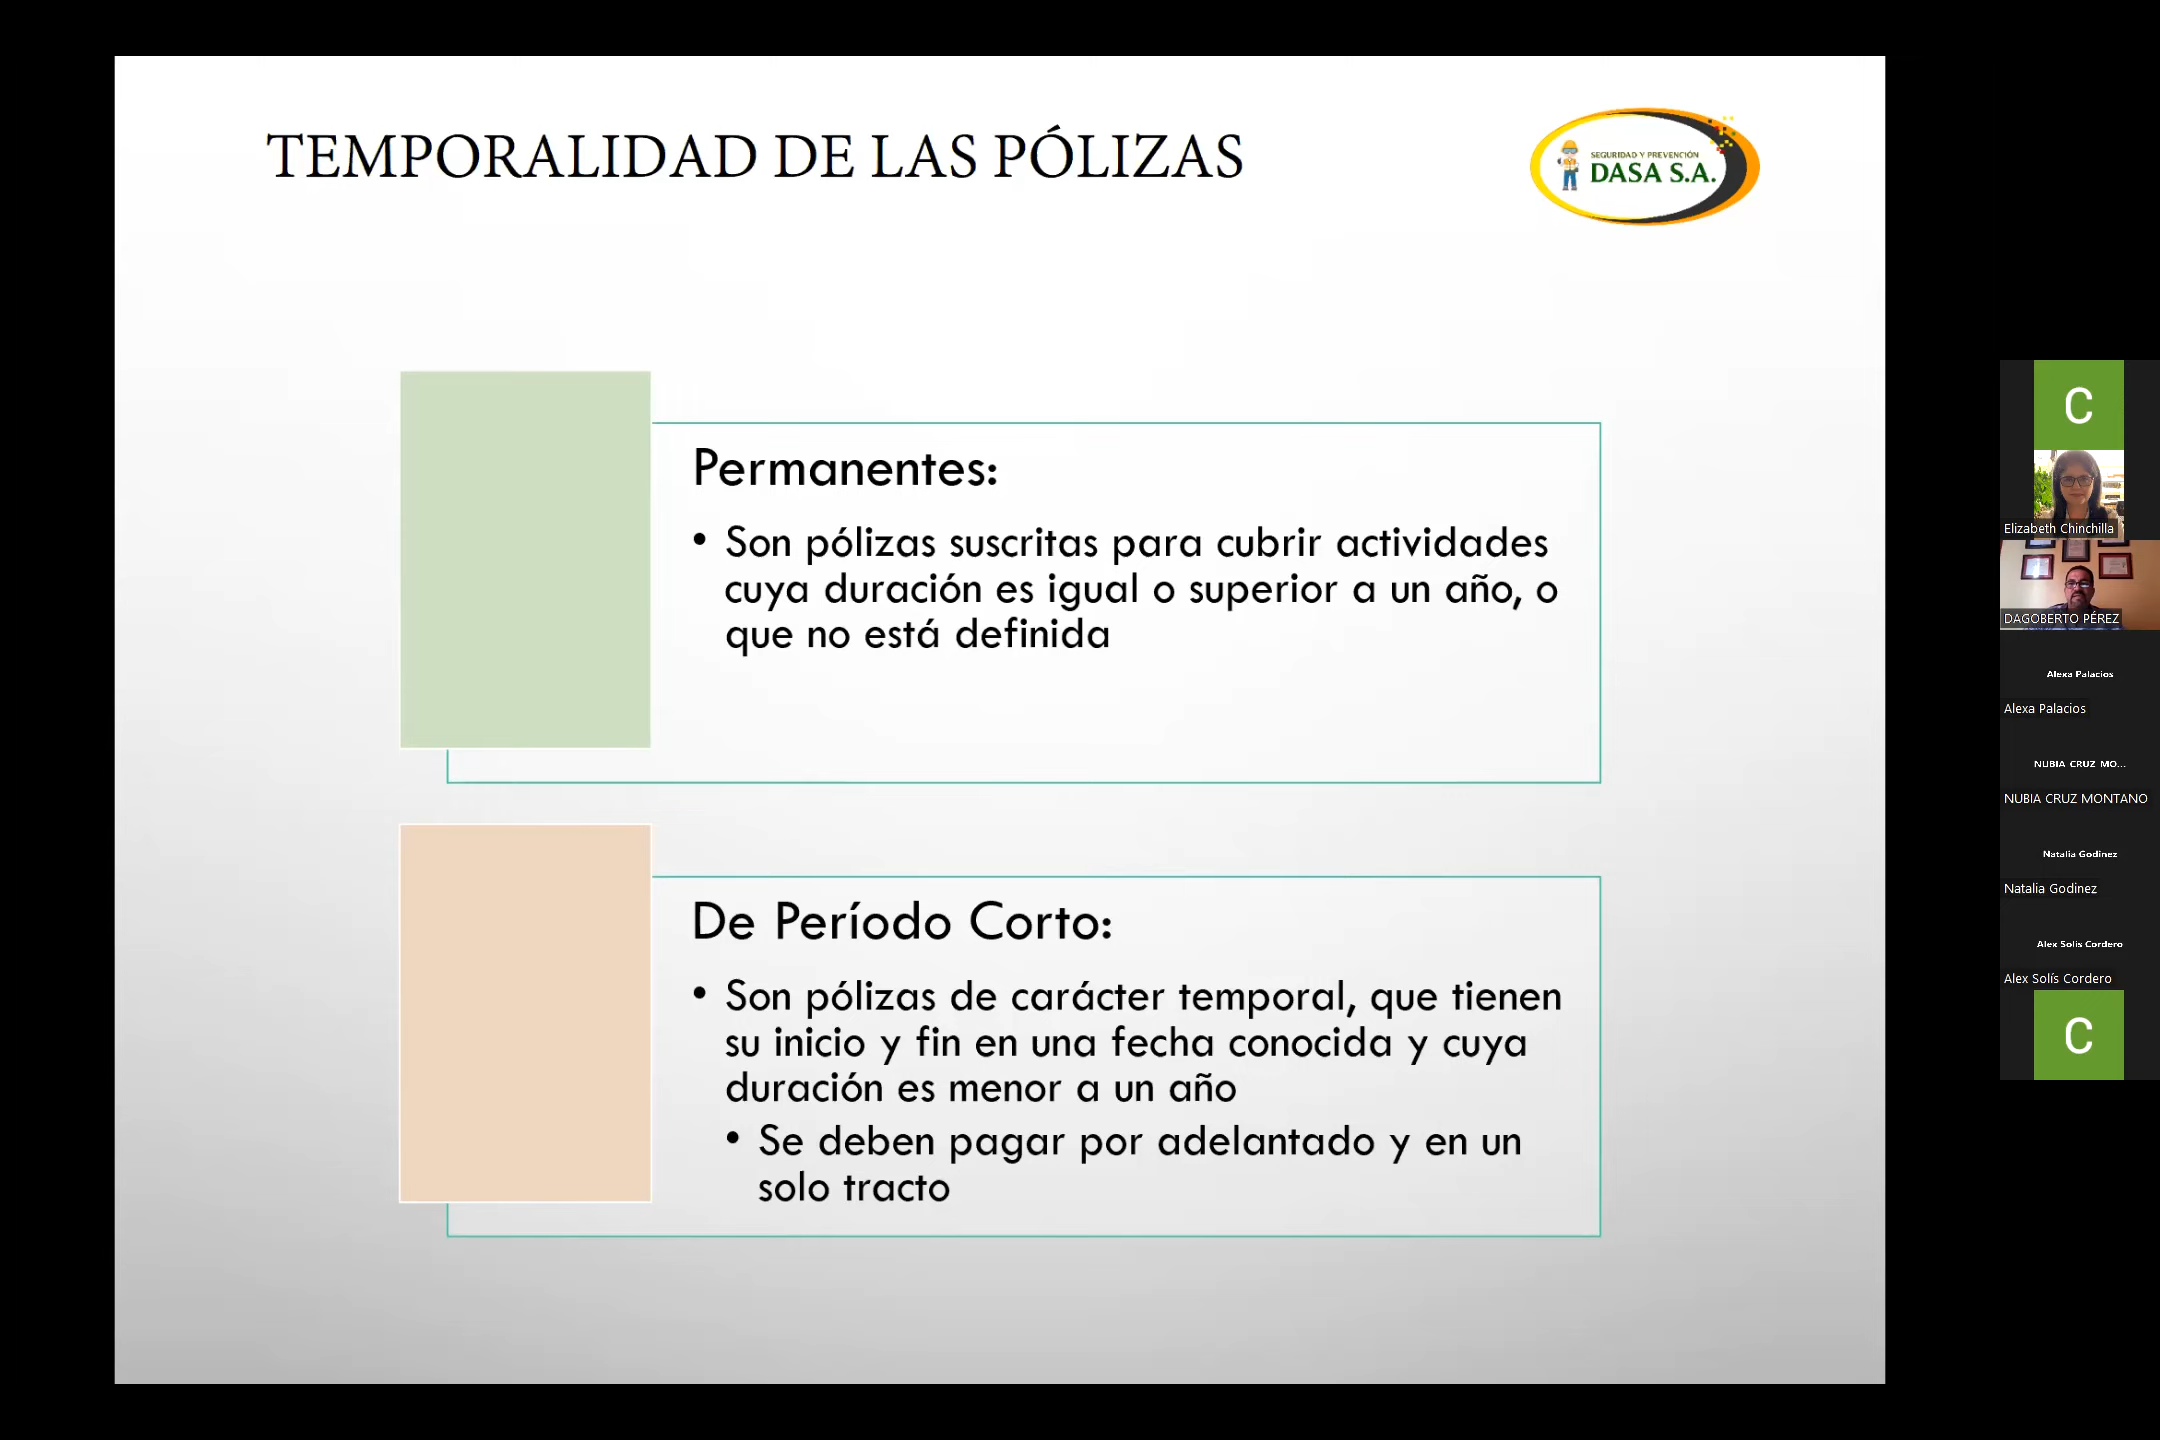 TEMPORALIDAD DE LAS PÓLIZAS
SEGURIDAD Y PREVENCIÓN
DASA S.A.
Permanentes:
• Son pólizas suscritas para cubrir actividades
cuya duración es igual o superior a un año, o
que no está definida
De Período Corto:
• Son pólizas de carácter temporal, que tienen
su inicio y fin en una fecha conocida y cuya
duración es menor a un año
• Se deben pagar por adelantado y en un
solo tracto
C
Elizabeth Chinchilla
DAGOBERTO PÉREZ
Alexa Palacios
Alexa Palacios
NUBIA CRUZ MO...
NUBIA CRUZ MONTANO
Natalia Godinez
Natalia Godinez
Alex Solís Cordero
Alex Solís Cordero
C